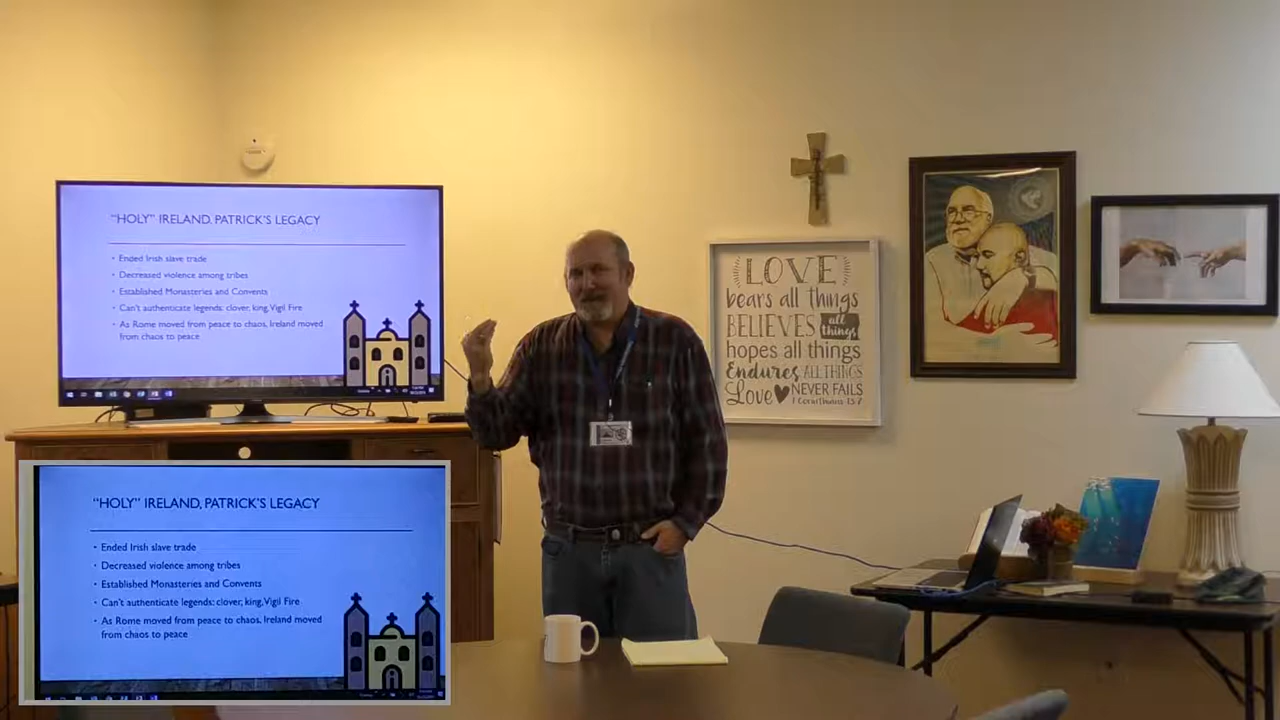 "HOLY" IRELAND, PATRICK'S LEGACY
• Ended Irish slave trade
• Decreased violence among tribes
• Established Monasteries and Convents
• Can't authenticate legends: clover, king, Vigil Fire
• As Rome moved from peace to chaos, Ireland moved
from chaos to peace
LOVE
bears all things
BELIEVES all things
hopes all things
Endures ALL THINGS
Love NEVER FAILS
1 Corinthians 13:7
"HOLY" IRELAND, PATRICK'S LEGACY
• Ended Irish slave trade
• Decreased violence among tribes
• Established Monasteries and Convents
• Can't authenticate legends: clover, king, Vigil Fire
• As Rome moved from peace to chaos, Ireland moved
from chaos to peace